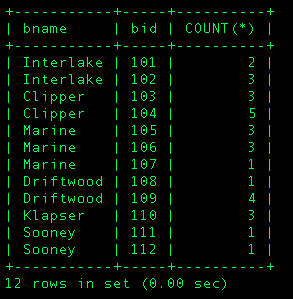 +-----------+-----+----------+
| bname     | bid | COUNT(*) |
+-----------+-----+----------+
| Interlake | 101 |        2 |
| Interlake | 102 |        3 |
| Clipper   | 103 |        3 |
| Clipper   | 104 |        5 |
| Marine    | 105 |        3 |
| Marine    | 106 |        3 |
| Marine    | 107 |        1 |
| Driftwood | 108 |        1 |
| Driftwood | 109 |        4 |
| Klapser   | 110 |        3 |
| Sooney    | 111 |        1 |
| Sooney    | 112 |        1 |
+-----------+-----+----------+
12 rows in set (0.00 sec)